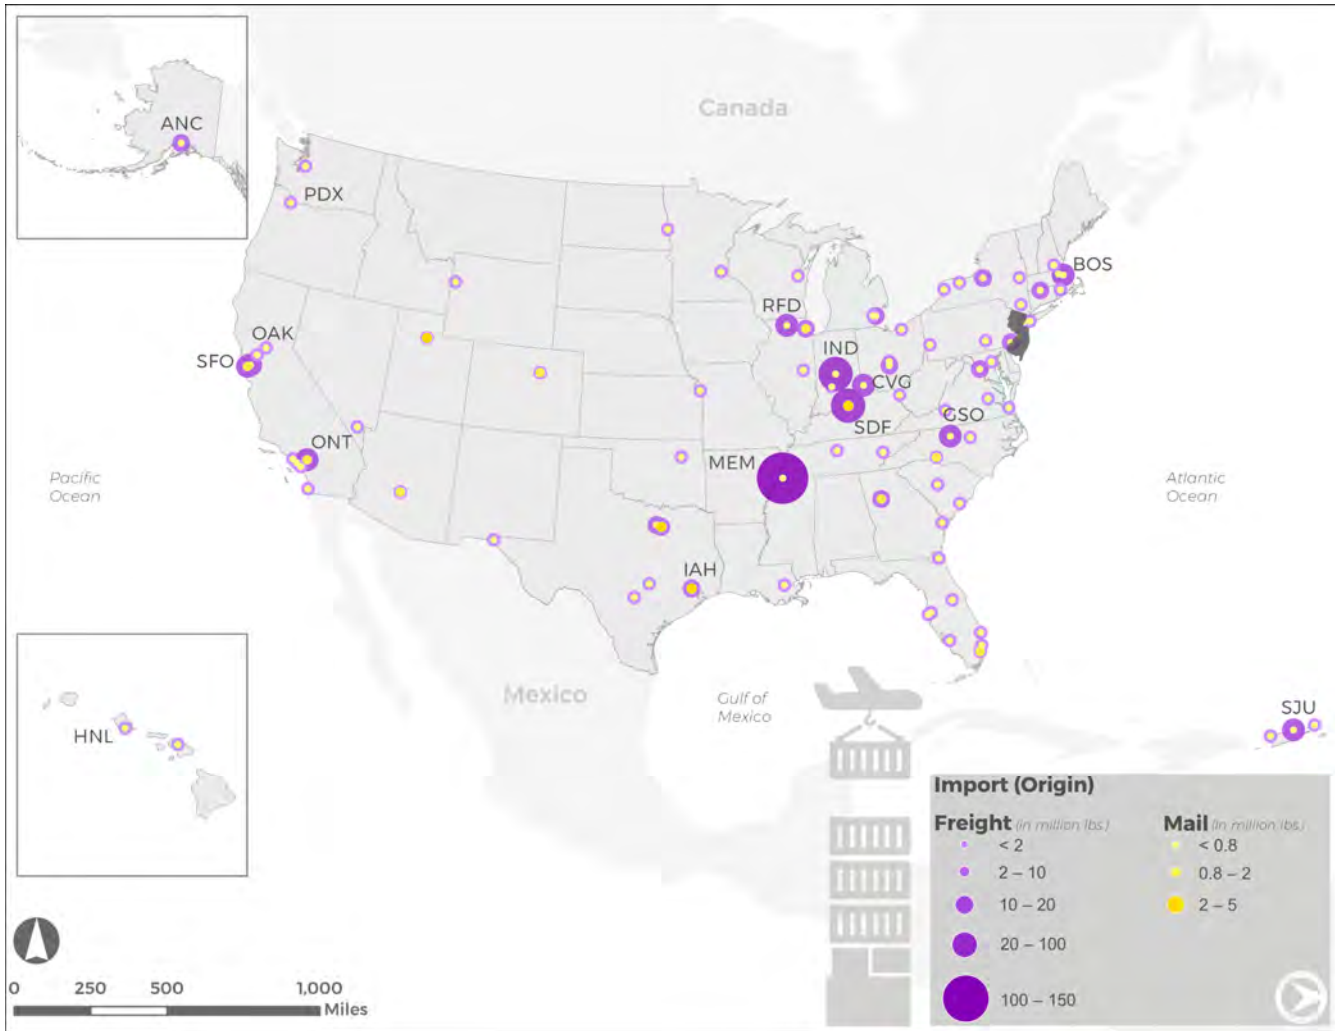 Canada
ANC
PDX
BOS
RFD
OAK
SFO
IND
CVG
GSO
SDF
ONT
MEM
Pacific
Ocean
Atlantic
Ocean
IAH
Mexico
Gulf of
Mexico
HNL
SJU
Import (Origin)
Freight (in million lbs.)
< 2
2 – 10
10 – 20
20 – 100
100 – 150
Mail (in million lbs.)
< 0.8
0.8 – 2
2 – 5
0 250 500 1,000
Miles